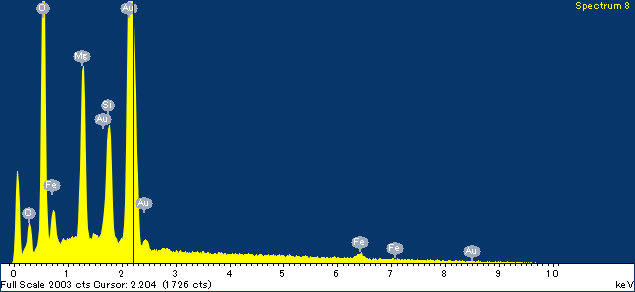 Spectrum 8
O Au
Mg
Si
Au
Fe
Au
Fe
Fe
Au
0 1 2 3 4 5 6 7 8 9 10
Full Scale 2003 cts Cursor: 2.204 (1726 cts) keV